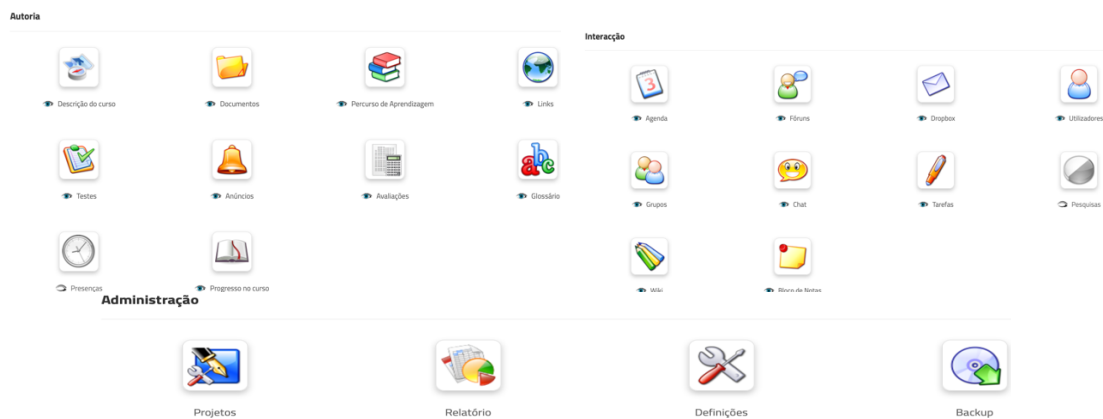 Autoria
Descrição do curso
Documentos
Percurso de Aprendizagem
Links
Testes
Anúncios
Avaliações
Glossário
Presenças
Progresso no curso
Interacção
Agenda
Fóruns
Dropbox
Utilizadores
Grupos
Chat
Tarefas
Pesquisas
Wiki
Bloco de Notas
Administração
Projetos
Relatório
Definições
Backup